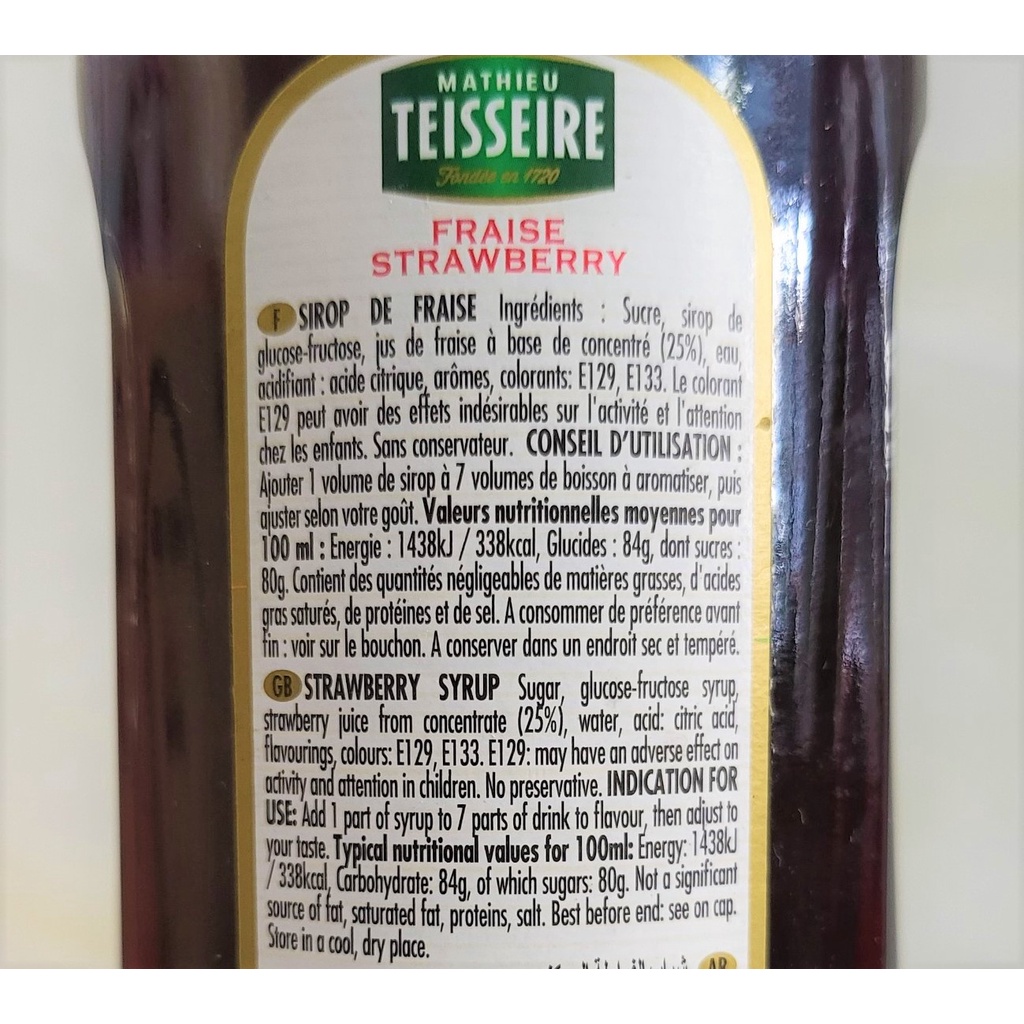 MATHIEU
TEISSEIRE
Fondée en 1720
FRAISE
STRAWBERRY
F SIROP DE FRAISE Ingrédients : Sucre, sirop de
glucose-fructose, jus de fraise à base de concentré (25%), eau,
acidifiant : acide citrique, arômes, colorants: E129, E133. Le colorant
E129 peut avoir des effets indésirables sur l'activité et l'attention
chez les enfants. Sans conservateur. CONSEIL D'UTILISATION :
Ajouter 1 volume de sirop à 7 volumes de boisson à aromatiser, puis
ajuster selon votre goût. Valeurs nutritionnelles moyennes pour
100 ml : Energie : 1438kJ / 338kcal, Glucides : 84g, dont sucres :
80g. Contient des quantités négligeables de matières grasses, d'acides
gras saturés, de protéines et de sel. A consommer de préférence avant
fin : voir sur le bouchon. A conserver dans un endroit sec et tempéré.
GB STRAWBERRY SYRUP Sugar, glucose-fructose syrup,
strawberry juice from concentrate (25%), water, acid: citric acid,
flavourings, colours: E129, E133. E129: may have an adverse effect on
activity and attention in children. No preservative. INDICATION FOR
USE: Add 1 part of syrup to 7 parts of drink to flavour, then adjust to
your taste. Typical nutritional values for 100ml: Energy: 1438kJ
/ 338kcal, Carbohydrate: 84g, of which sugars: 80g. Not a significant
source of fat, saturated fat, proteins, salt. Best before end: see on cap.
Store in a cool, dry place.
AR